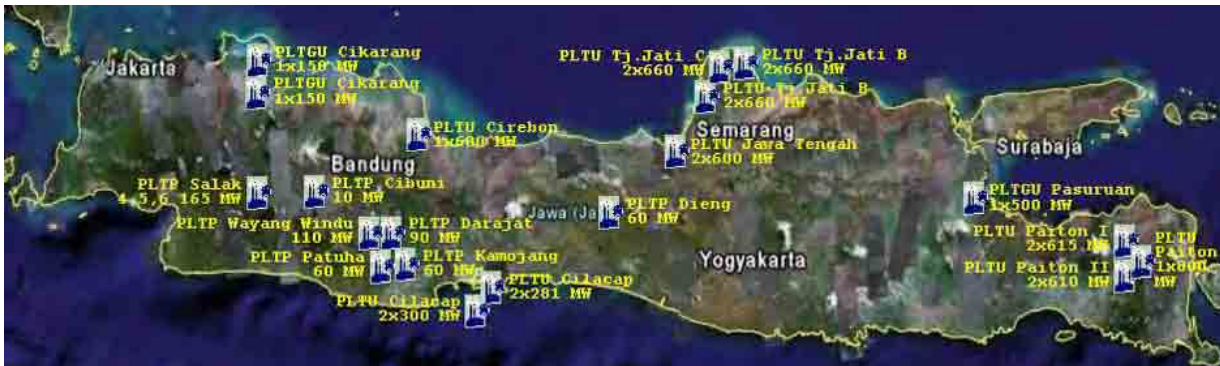 Jakarta
PLTGU Cikarang
1x150 MW
PLTGU Cikarang
1x150 MW
PLTU Cirebon
1x600 MW
Bandung
PLTP Salak
4,5,6 165 MW
PLTP Cibuni
10 MW
PLTP Wayang Windu
110 MW
PLTP Darajat
90 MW
PLTP Patuha
60 MW
PLTP Kamojang
60 MW
PLTU Cilacap
2x281 MW
PLTU Cilacap
2x300 MW
PLTU Tj.Jati C
2x660 MW
PLTU Tj.Jati B
2x660 MW
PLTU Tj.Jati B
2x660 MW
Semarang
PLTU Jawa Tengah
2x600 MW
Jawa (Ja
PLTP Dieng
60 MW
Yogyakarta
Surabaja
PLTGU Pasuruan
1x500 MW
PLTU Paiton I
2x615 MW
PLTU
Paiton
1x800
MW
PLTU Paiton II
2x610 MW